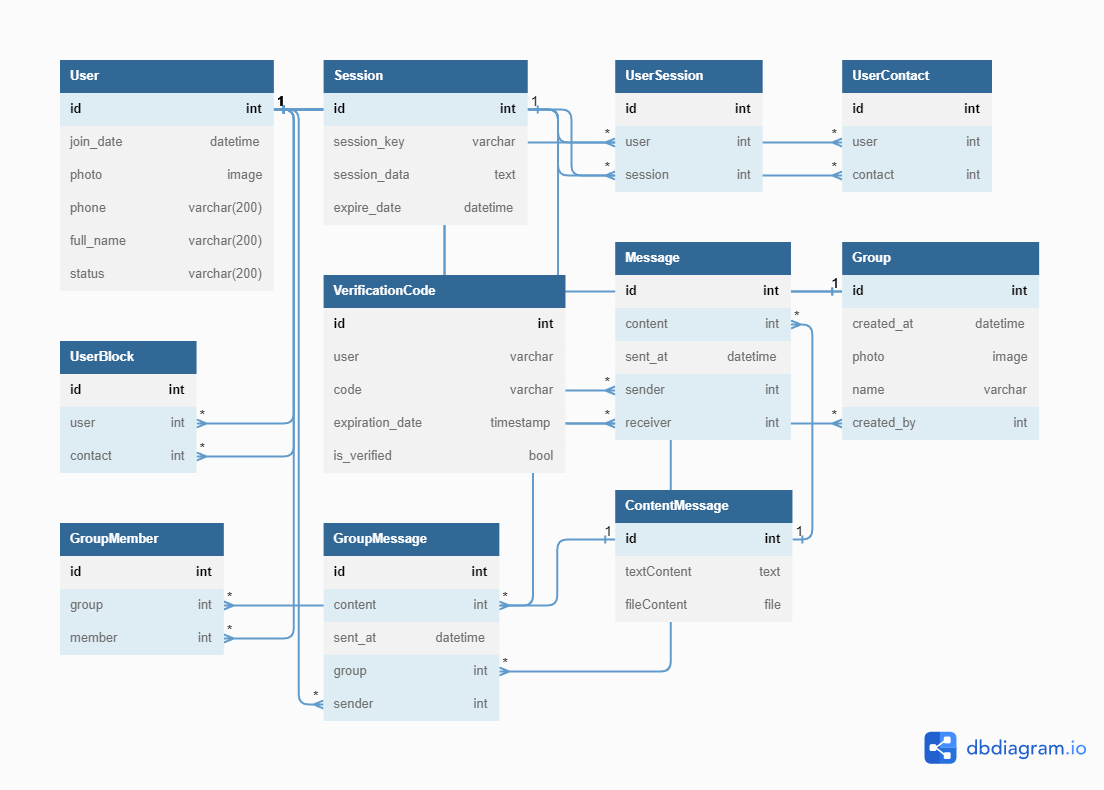 User
id int
join_date datetime
photo image
phone varchar(200)
full_name varchar(200)
status varchar(200)
1
Session
id int
session_key varchar
session_data text
expire_date datetime
1
UserSession
id int
* user int
* session int
UserContact
id int
* user int
* contact int
VerificationCode
id int
user varchar
code varchar
expiration_date timestamp
is_verified bool
Message
id int
content int *
sent_at datetime
* sender int
* receiver int
Group
1 id int
created_at datetime
photo image
name varchar
* created_by int
UserBlock
id int
user int *
contact int *
ContentMessage
1 id int 1
textContent text
fileContent file
GroupMember
id int
group int *
member int *
GroupMessage
id int
content int *
sent_at datetime
group int *
* sender int
dbdiagram.io